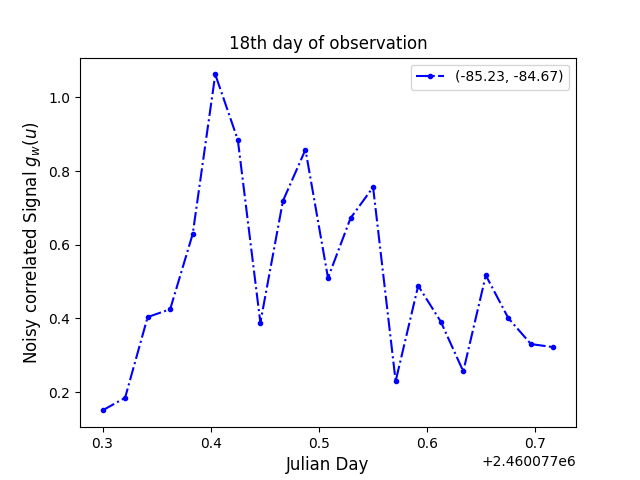 18th day of observation
(-85.23, -84.67)
Noisy correlated Signal g_w(u)
1.0
0.8
0.6
0.4
0.2
0.3 0.4 0.5 0.6 0.7
+2.460077e6
Julian Day